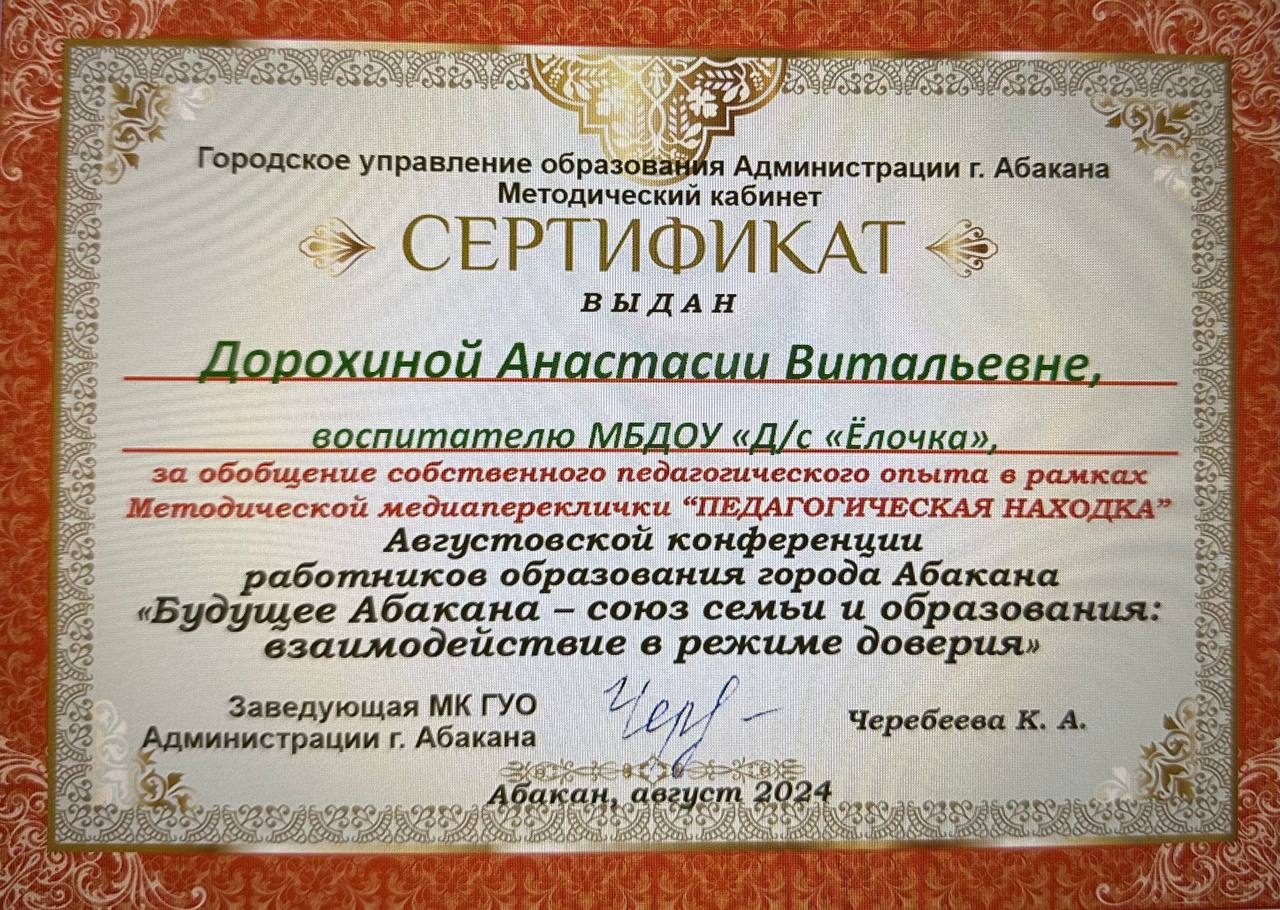 Городское управление образования Администрации г. Абакана
Методический кабинет
СЕРТИФИКАТ
ВЫДАН
Дорохиной Анастасии Витальевне,
воспитателю МБДОУ «Д/с «Ёлочка»,
за обобщение собственного педагогического опыта в рамках
Методической медиапереклички “ПЕДАГОГИЧЕСКАЯ НАХОДКА”
Августовской конференции
работников образования города Абакана
«Будущее Абакана – союз семьи и образования:
взаимодействие в режиме доверия»
Заведующая МК ГУО
Администрации г. Абакана
Черебеева К. А.
Абакан, август 2024